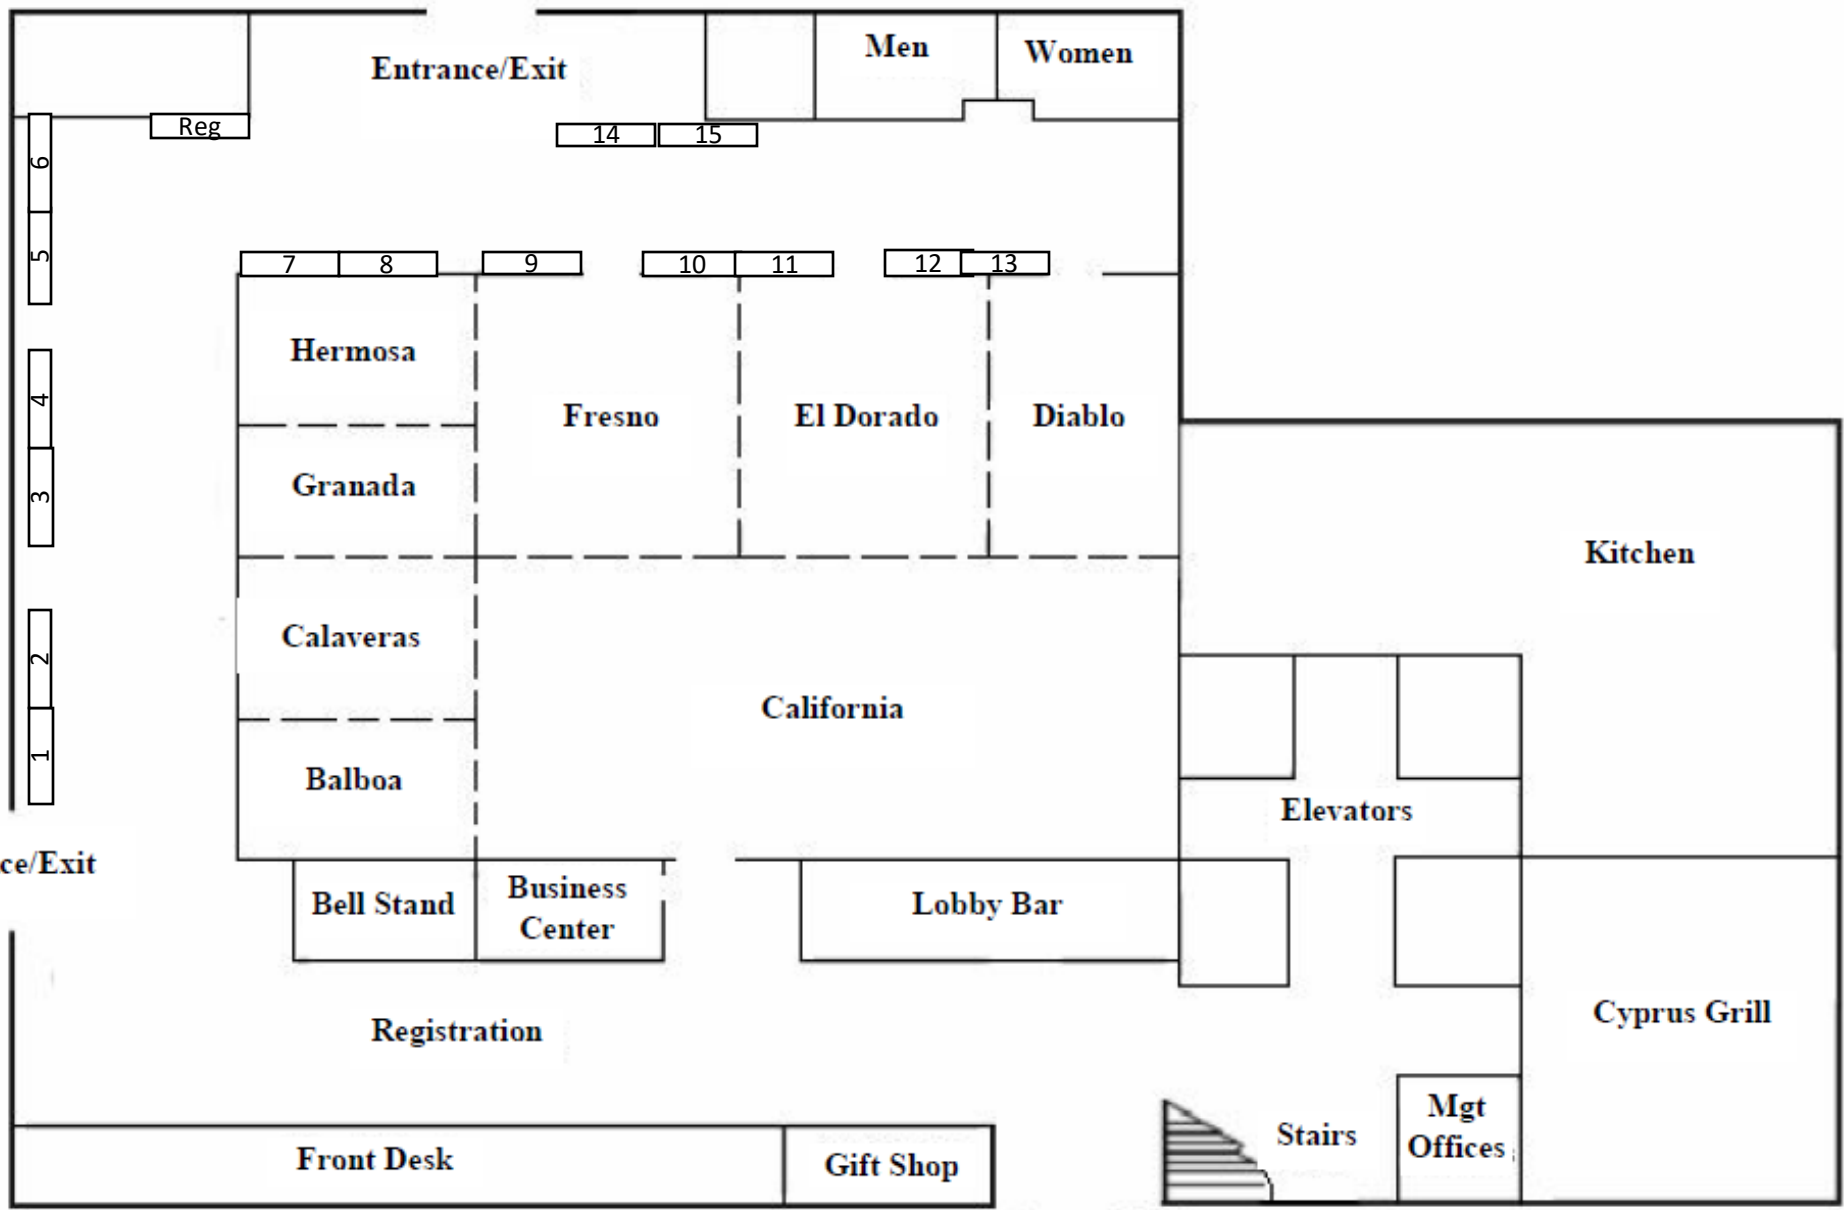 Men
Women
Entrance/Exit
Reg
14
15
6
5
7
8
9
10
11
12
13
Hermosa
4
Fresno
El Dorado
Diablo
Granada
3
Kitchen
Calaveras
2
California
1
Balboa
Elevators
ce/Exit
Bell Stand
Business
Center
Lobby Bar
Registration
Cyprus Grill
Mgt
Offices
Stairs
Front Desk
Gift Shop